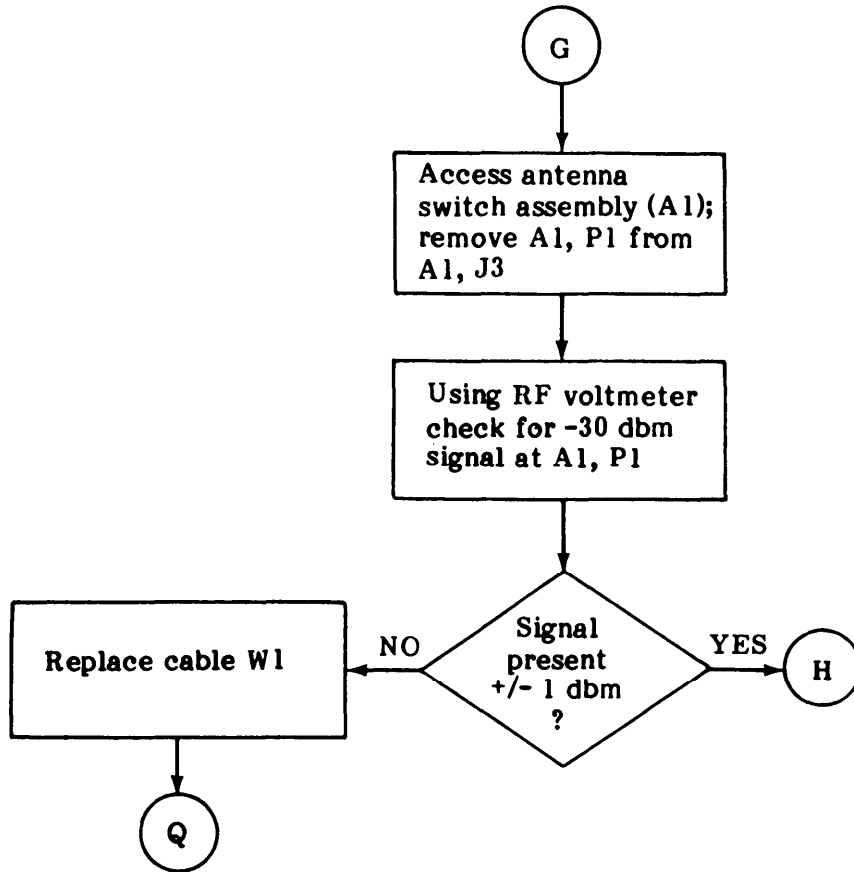 G
Access antenna
switch assembly (A1);
remove A1, P1 from
A1, J3
Using RF voltmeter
check for -30 dbm
signal at A1, P1
Signal
present
+/- 1 dbm
?
NO
YES
Replace cable W1
H
Q